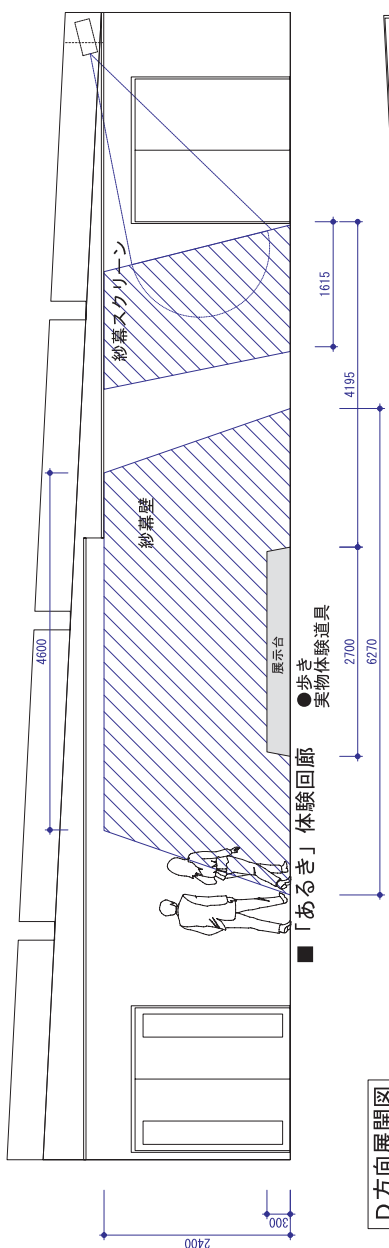 4600
紗幕スクリーン
紗幕壁
展示台
●歩き
実物体験道具
■「あるき」体験回廊
2400
300
1615
4195
2700
6270
D方向展開図